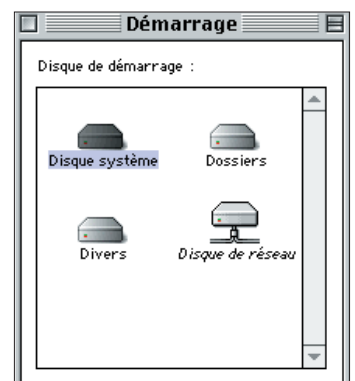 Démarrage
Disque de démarrage :
Disque système
Dossiers
Divers
Disque de réseau